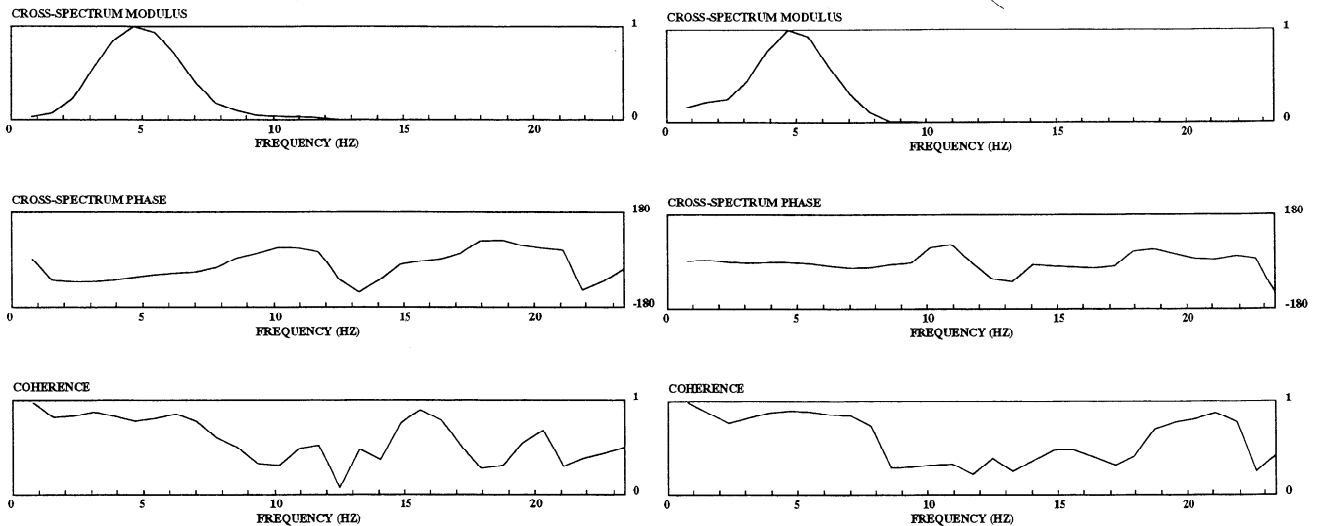 CROSS-SPECTRUM MODULUS
1
0
0 5 10 15 20
FREQUENCY (HZ)
CROSS-SPECTRUM PHASE
180
-180
0 5 10 15 20
FREQUENCY (HZ)
COHERENCE
1
0
0 5 10 15 20
FREQUENCY (HZ)
CROSS-SPECTRUM MODULUS
1
0
0 5 10 15 20
FREQUENCY (HZ)
CROSS-SPECTRUM PHASE
180
-180
0 5 10 15 20
FREQUENCY (HZ)
COHERENCE
1
0
0 5 10 15 20
FREQUENCY (HZ)